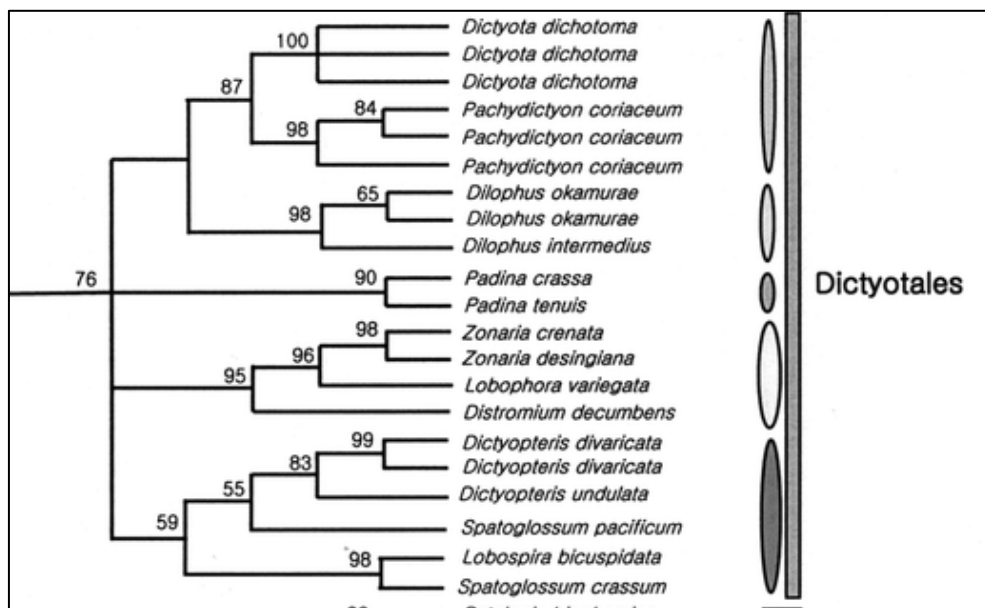 Dictyota dichotoma
100
Dictyota dichotoma
Dictyota dichotoma
87
84
Pachydictyon coriaceum
98
Pachydictyon coriaceum
Pachydictyon coriaceum
65
Dilophus okamurae
98
Dilophus okamurae
Dilophus intermedius
76
90
Padina crassa
Padina tenuis
Dictyotales
98
Zonaria crenata
96
Zonaria desingiana
95
Lobophora variegata
Distromium decumbens
99
Dictyopteris divaricata
83
Dictyopteris divaricata
55
Dictyopteris undulata
59
Spatoglossum pacificum
98
Lobospira bicuspidata
Spatoglossum crassum